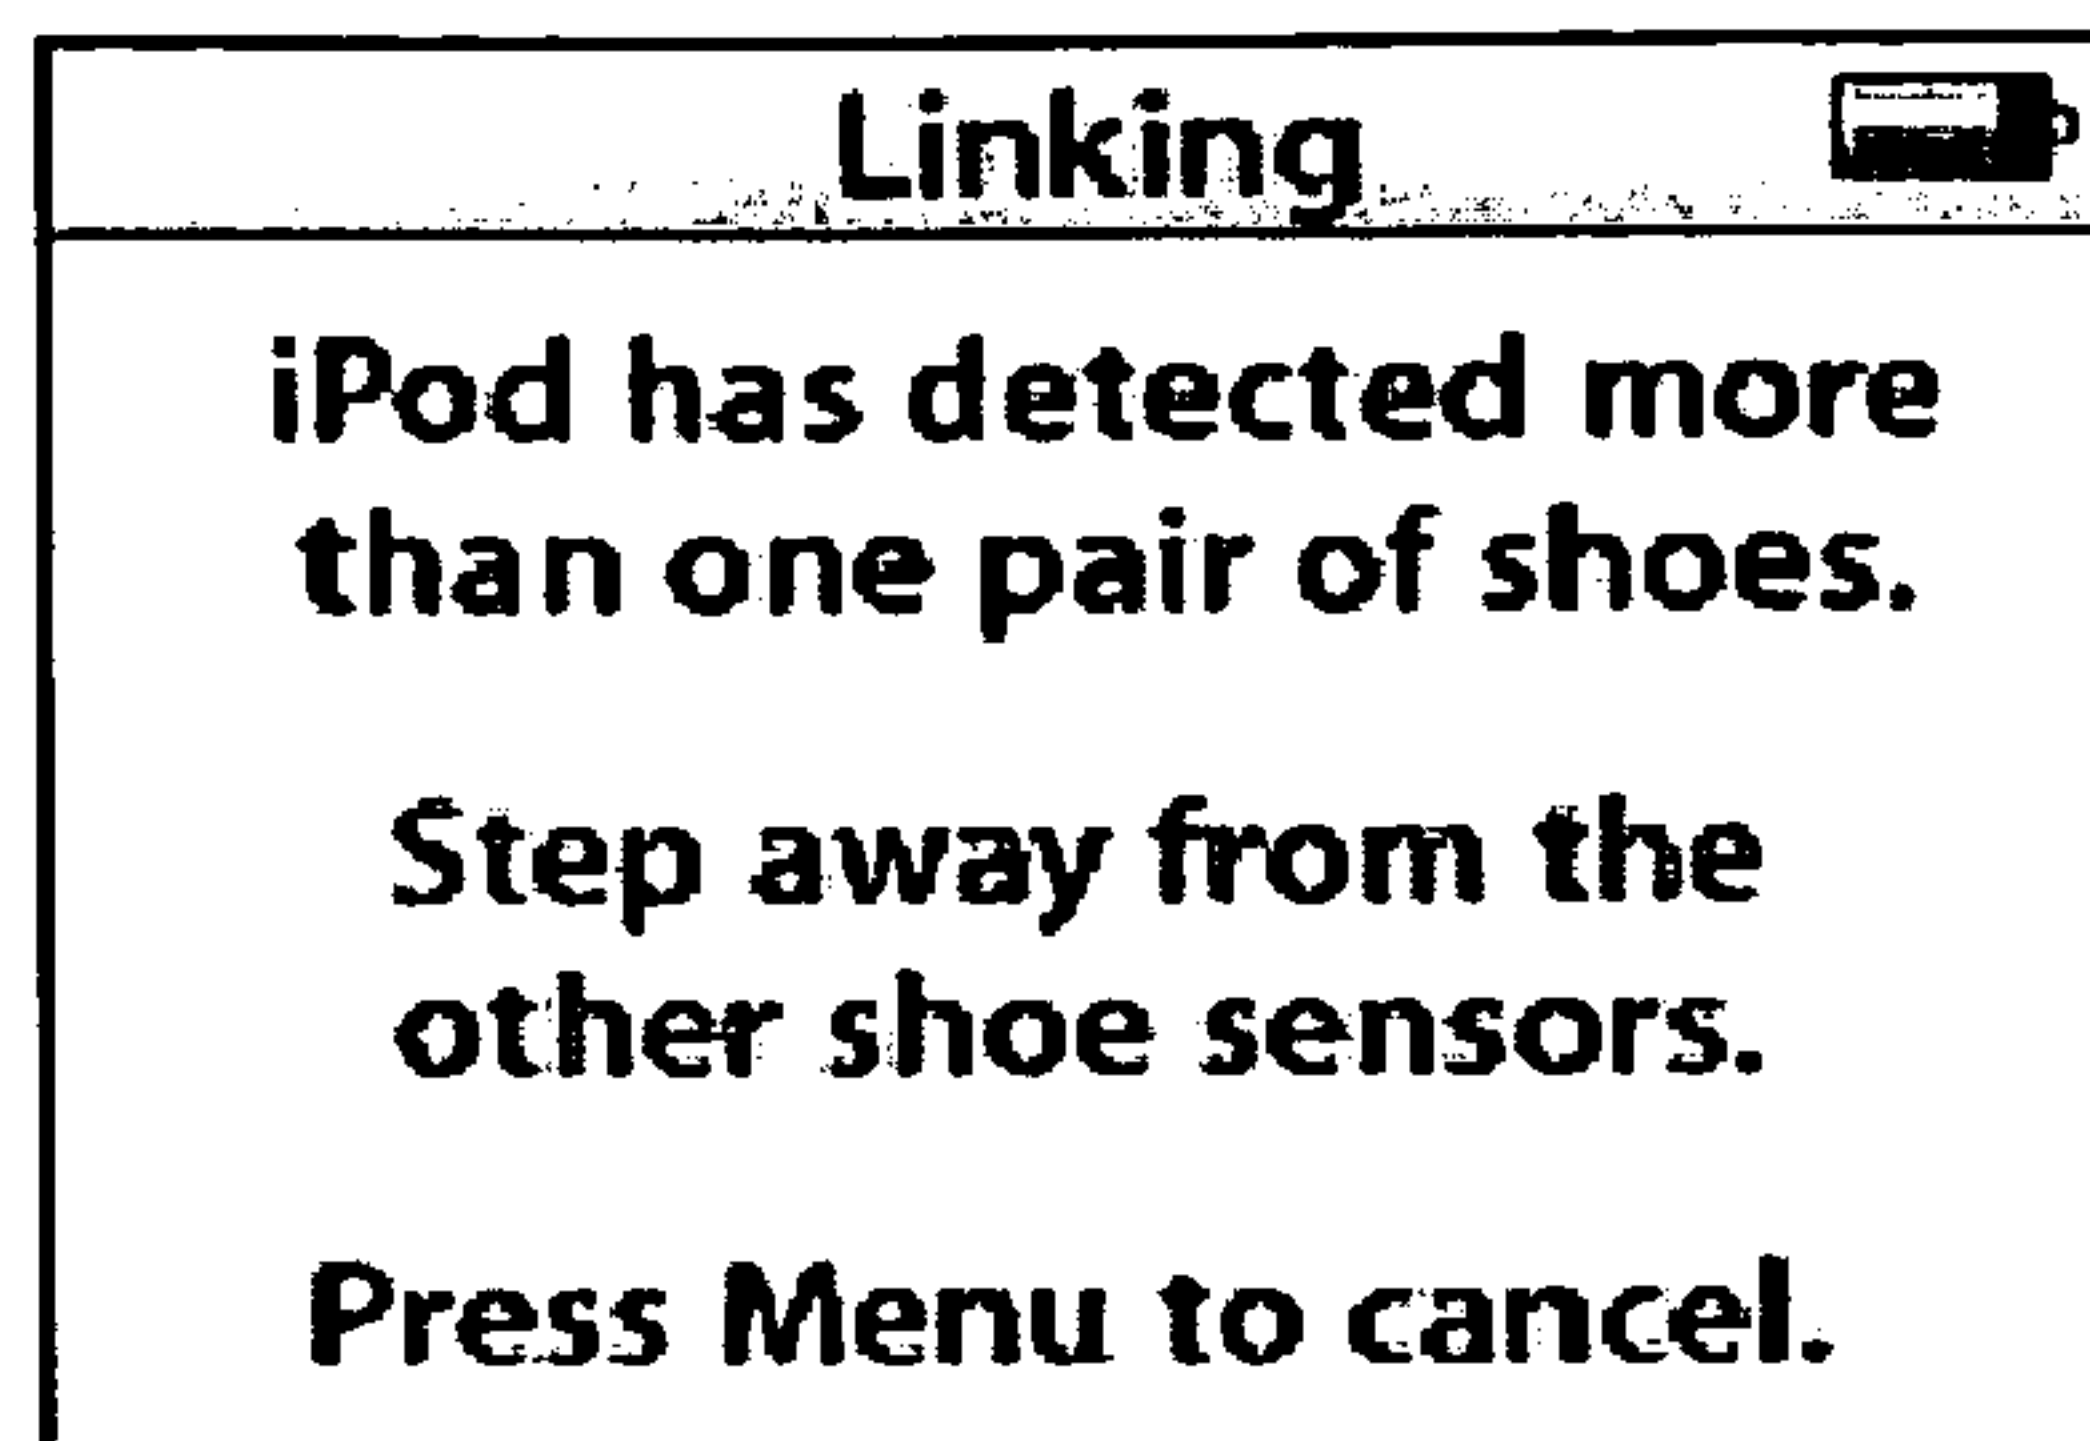 Linking
iPod has detected more
than one pair of shoes.
Step away from the
other shoe sensors.
Press Menu to cancel.